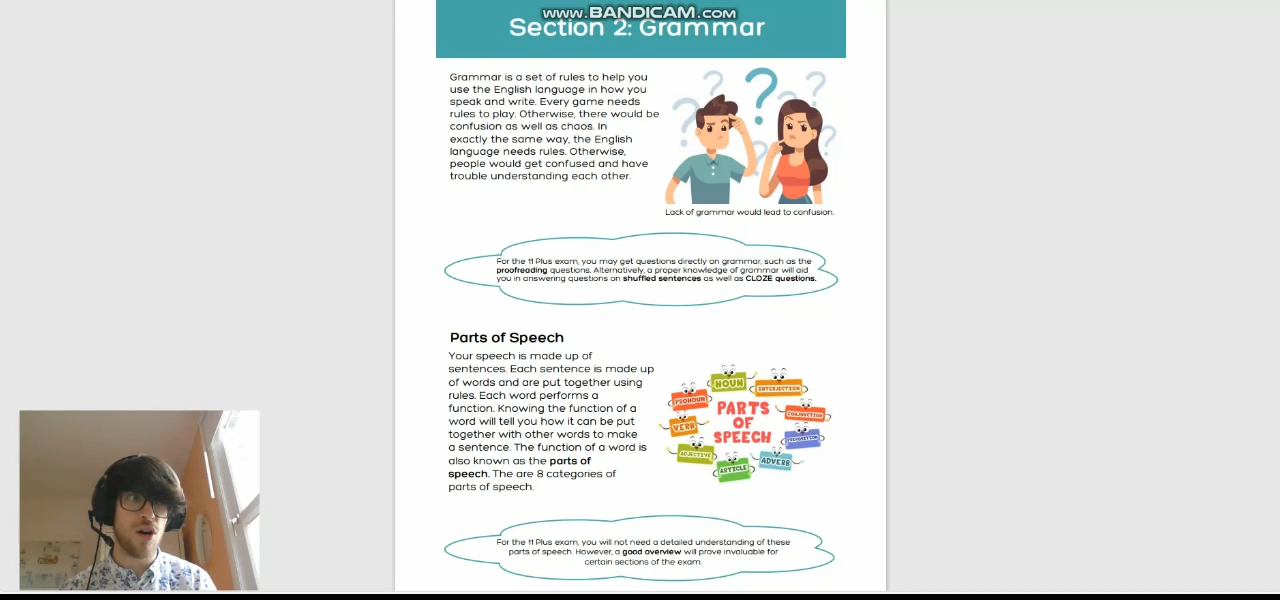 www.BANDICAM.com
Section 2: Grammar
Grammar is a set of rules to help you
use the English language in how you
speak and write. Every game needs
rules to play. Otherwise, there would be
confusion as well as chaos. In
exactly the same way, the English
language needs rules. Otherwise,
people would get confused and have
trouble understanding each other.
Lack of grammar would lead to confusion.
For the 11 Plus exam, you may get questions directly on grammar, such as the
proofreading questions. Alternatively, a proper knowledge of grammar will aid
you in answering questions on shuffled sentences as well as CLOZE questions.
Parts of Speech
Your speech is made up of
sentences. Each sentence is made up
of words and are put together using
rules. Each word performs a
function. Knowing the function of a
word will tell you how it can be put
together with other words to make
a sentence. The function of a word is
also known as the parts of
speech. The are 8 categories of
parts of speech.
NOUN
INTERJECTION
PRONOUN
CONJUNCTION
PARTS
OF
SPEECH
VERB
PREPOSITION
ADJECTIVE
ADVERB
ARTICLE
For the 11 Plus exam, you will not need a detailed understanding of these
parts of speech. However, a good overview will prove invaluable for
certain sections of the exam.